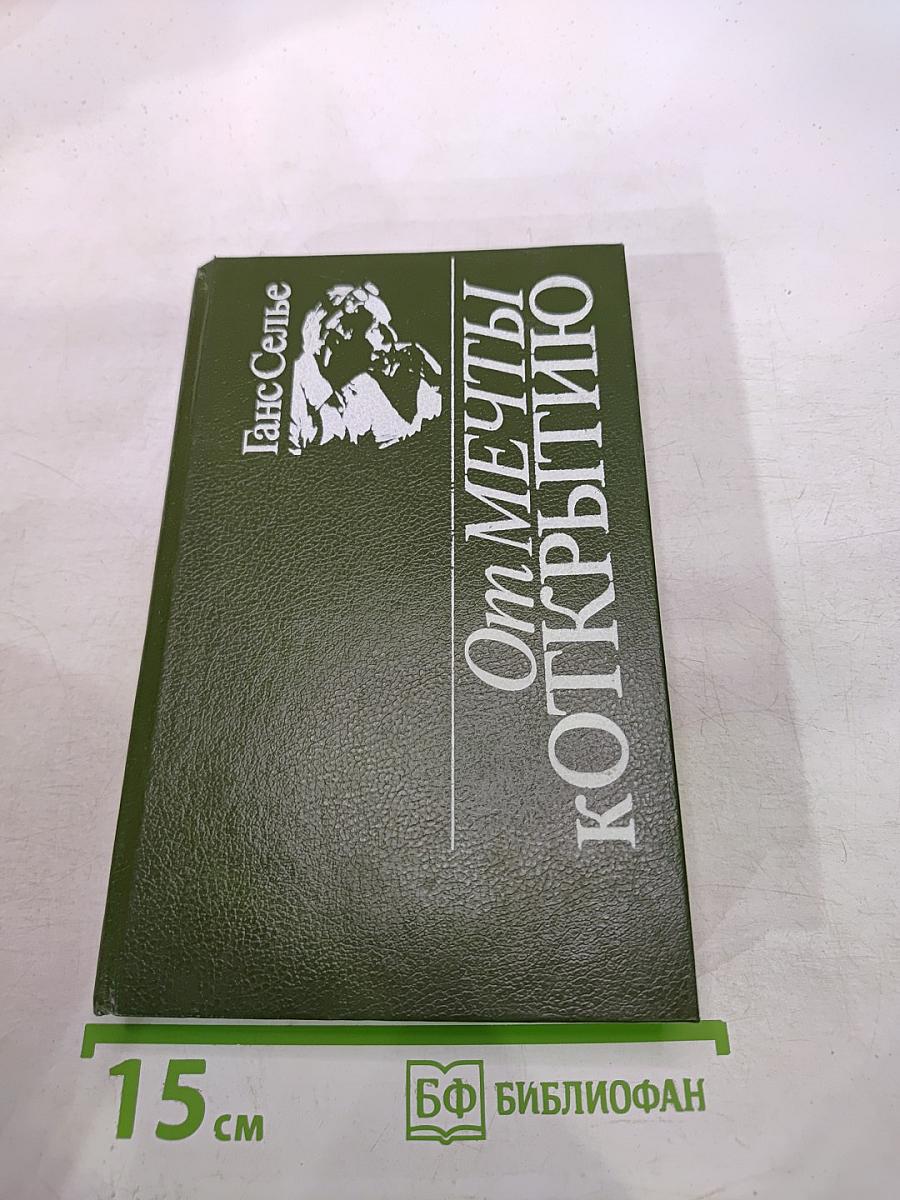 Ганс Селье
От МЕЧТЫ
к ОТКРЫТИЮ
15 см
БФ БИБЛИОФАН